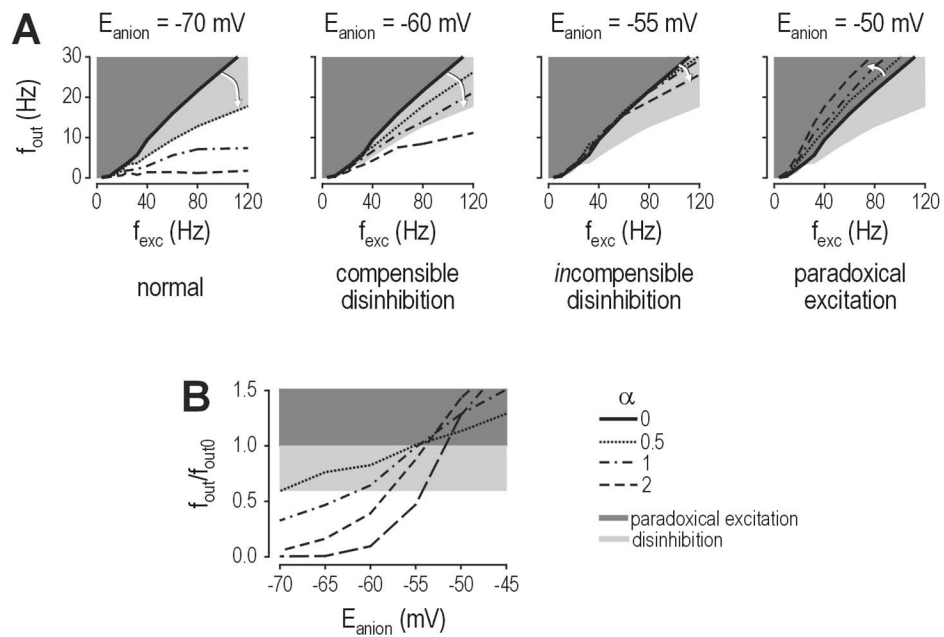 A
E_anion = -70 mV
E_anion = -60 mV
E_anion = -55 mV
E_anion = -50 mV
f_out (Hz)
30
20
10
0
0 40 80 120
0 40 80 120
0 40 80 120
0 40 80 120
f_exc (Hz)
f_exc (Hz)
f_exc (Hz)
f_exc (Hz)
normal
compensible
disinhibition
incompensible
disinhibition
paradoxical
excitation
B
f_out/f_out0
1.5
1.0
0.5
0.0
-70 -65 -60 -55 -50 -45
E_anion (mV)
α
0
0.5
1
2
paradoxical excitation
disinhibition